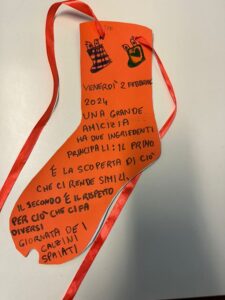 VENERDÌ 2 FEBBRAIO
2024
UNA GRANDE
AMICIZIA
HA DUE INGREDIENTI
PRINCIPALI: IL PRIMO
È LA SCOPERTA DI CIÒ
CHE CI RENDE SIMILI,
IL SECONDO È IL RISPETTO
PER CIÒ CHE CI FA
DIVERSI
GIORNATA DEI
CALZINI
SPAIATI